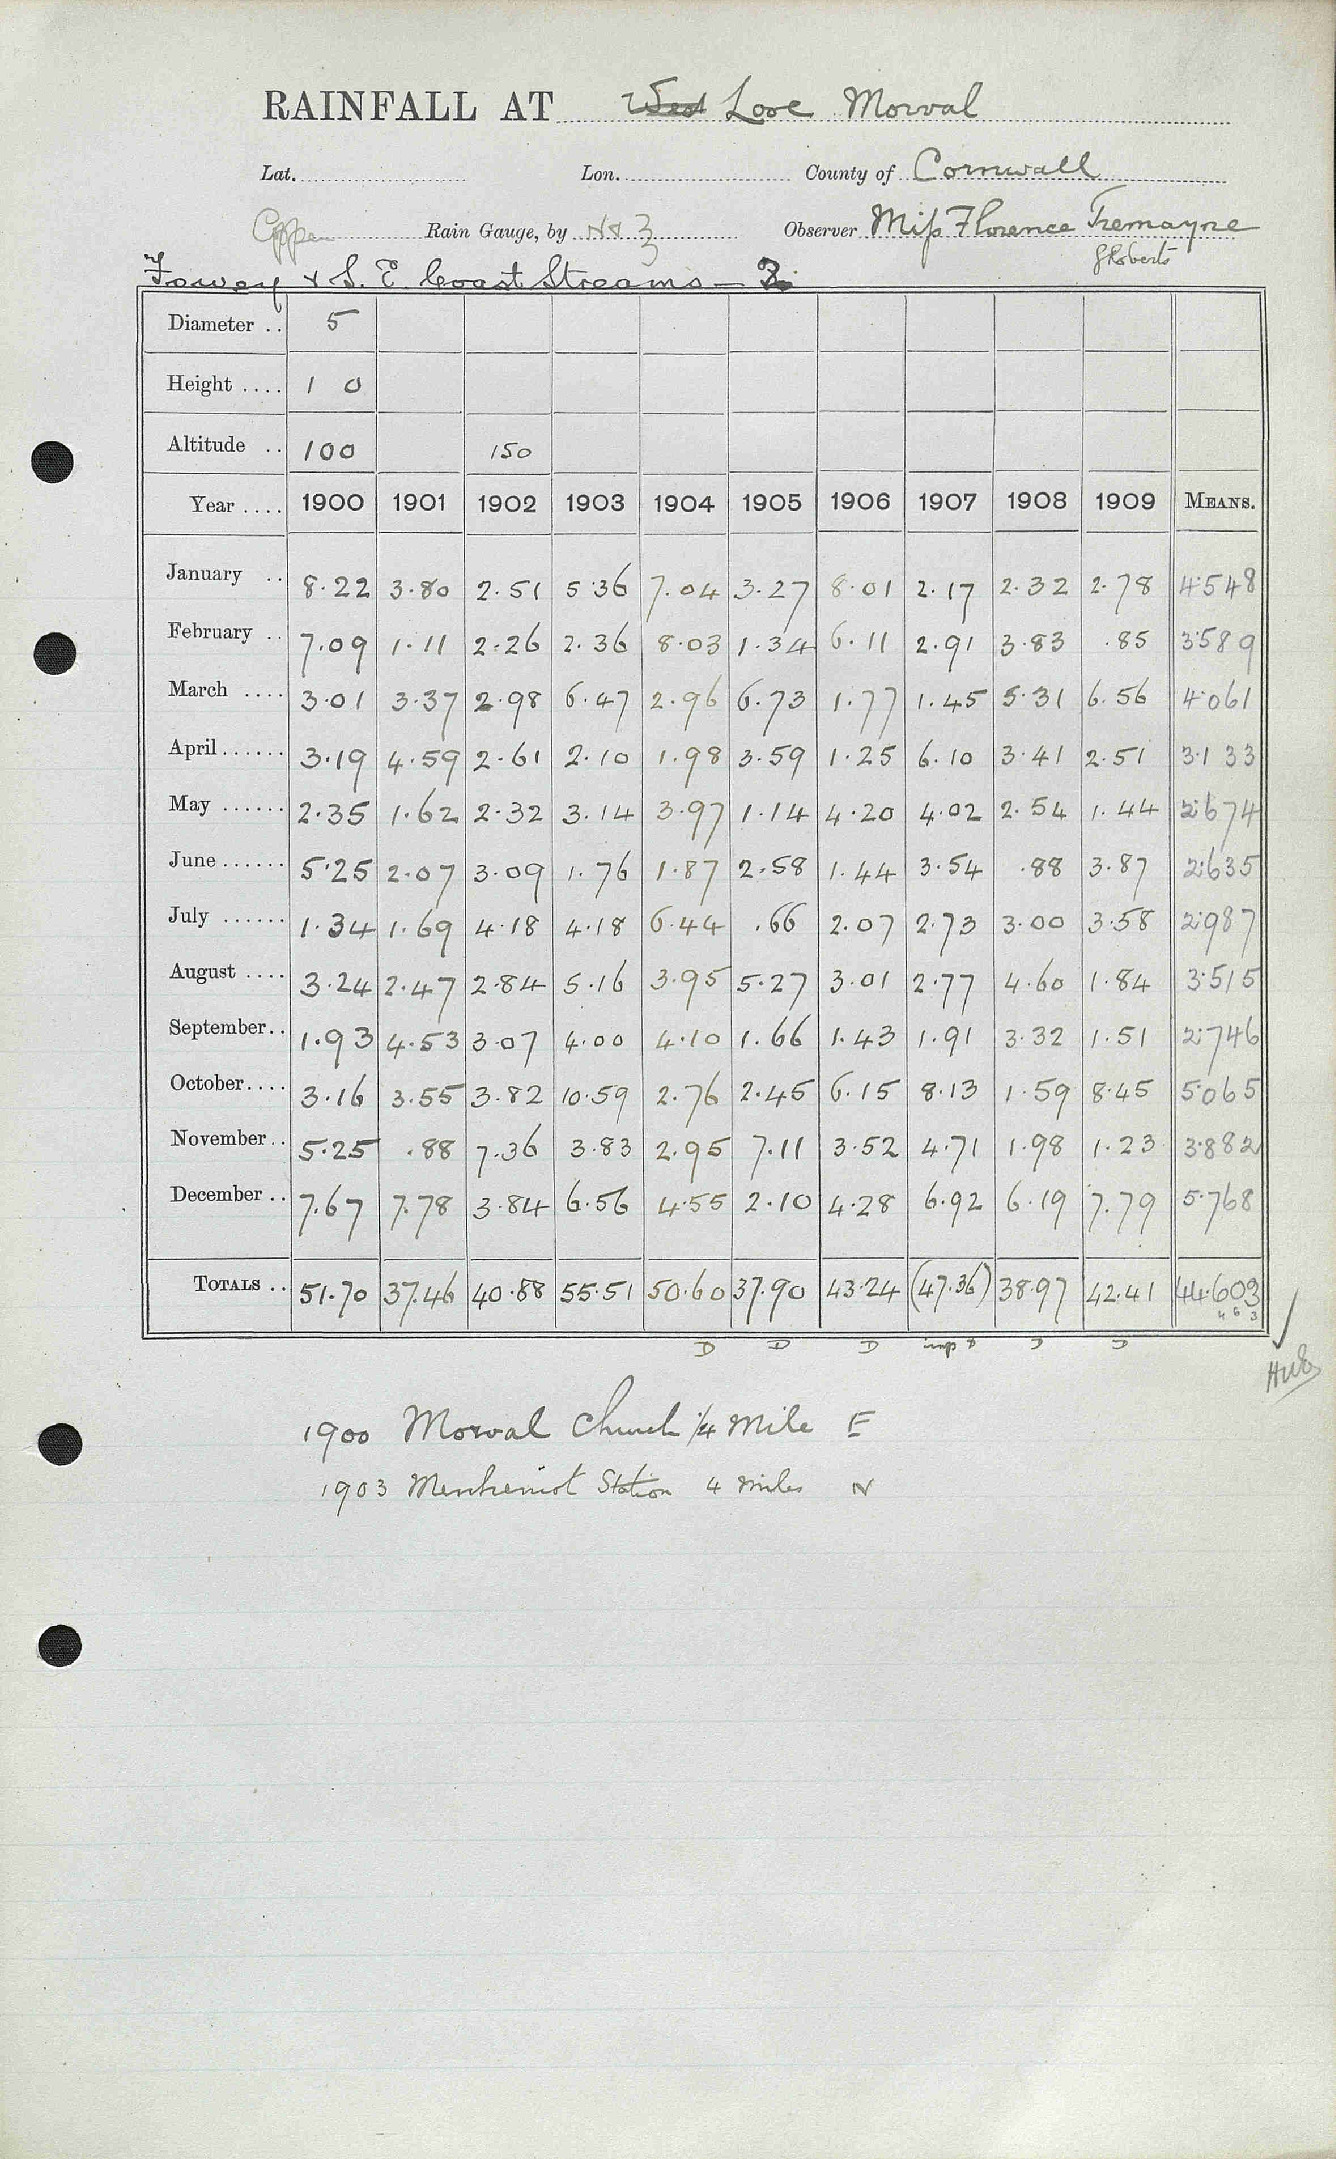 RAINFALL AT West Looe Morval
Lat. Lon. County of Cornwall
Copper Rain Gauge, by N & Z Observer Miss Florence Tremayne
G Roberts
Fowey & S. E. Coast Streams — 2
Diameter .. 5
Height .... 1 0
Altitude .. 100 150
Year .... 1900 1901 1902 1903 1904 1905 1906 1907 1908 1909 MEANS.
January .. 8.22 3.80 2.51 5.36 7.04 3.27 8.01 2.17 2.32 2.78 4.548
February .. 7.09 1.11 2.26 2.36 8.03 1.34 6.11 2.91 3.83 .85 3.589
March .... 3.01 3.37 2.98 6.47 2.96 6.73 1.77 1.45 5.31 6.56 4.061
April ...... 3.19 4.59 2.61 2.10 1.98 3.59 1.25 6.10 3.41 2.51 3.133
May ...... 2.35 1.62 2.32 3.14 3.97 1.14 4.20 4.02 2.54 1.44 2.674
June ...... 5.25 2.07 3.09 1.76 1.87 2.58 1.44 3.54 .88 3.87 2.635
July ...... 1.34 1.69 4.18 4.18 6.44 .66 2.07 2.73 3.00 3.58 2.987
August .... 3.24 2.47 2.84 5.16 3.95 5.27 3.01 2.77 4.60 1.84 3.515
September.. 1.93 4.53 3.07 4.00 4.10 1.66 1.43 1.91 3.32 1.51 2.746
October.... 3.16 3.55 3.82 10.59 2.76 2.45 6.15 8.13 1.59 8.45 5.065
November.. 5.25 .88 7.36 3.83 2.95 7.11 3.52 4.71 1.98 1.23 3.882
December .. 7.67 7.78 3.84 6.56 4.55 2.10 4.28 6.92 6.19 7.79 5.768
TOTALS .. 51.70 37.46 40.88 55.51 50.60 37.90 43.24 (47.36) 38.97 42.41 44.603
4 6 3
D D D imp D D D
1900 Morval Church 1/4 Mile E
1903 Menheniot Station 4 miles N